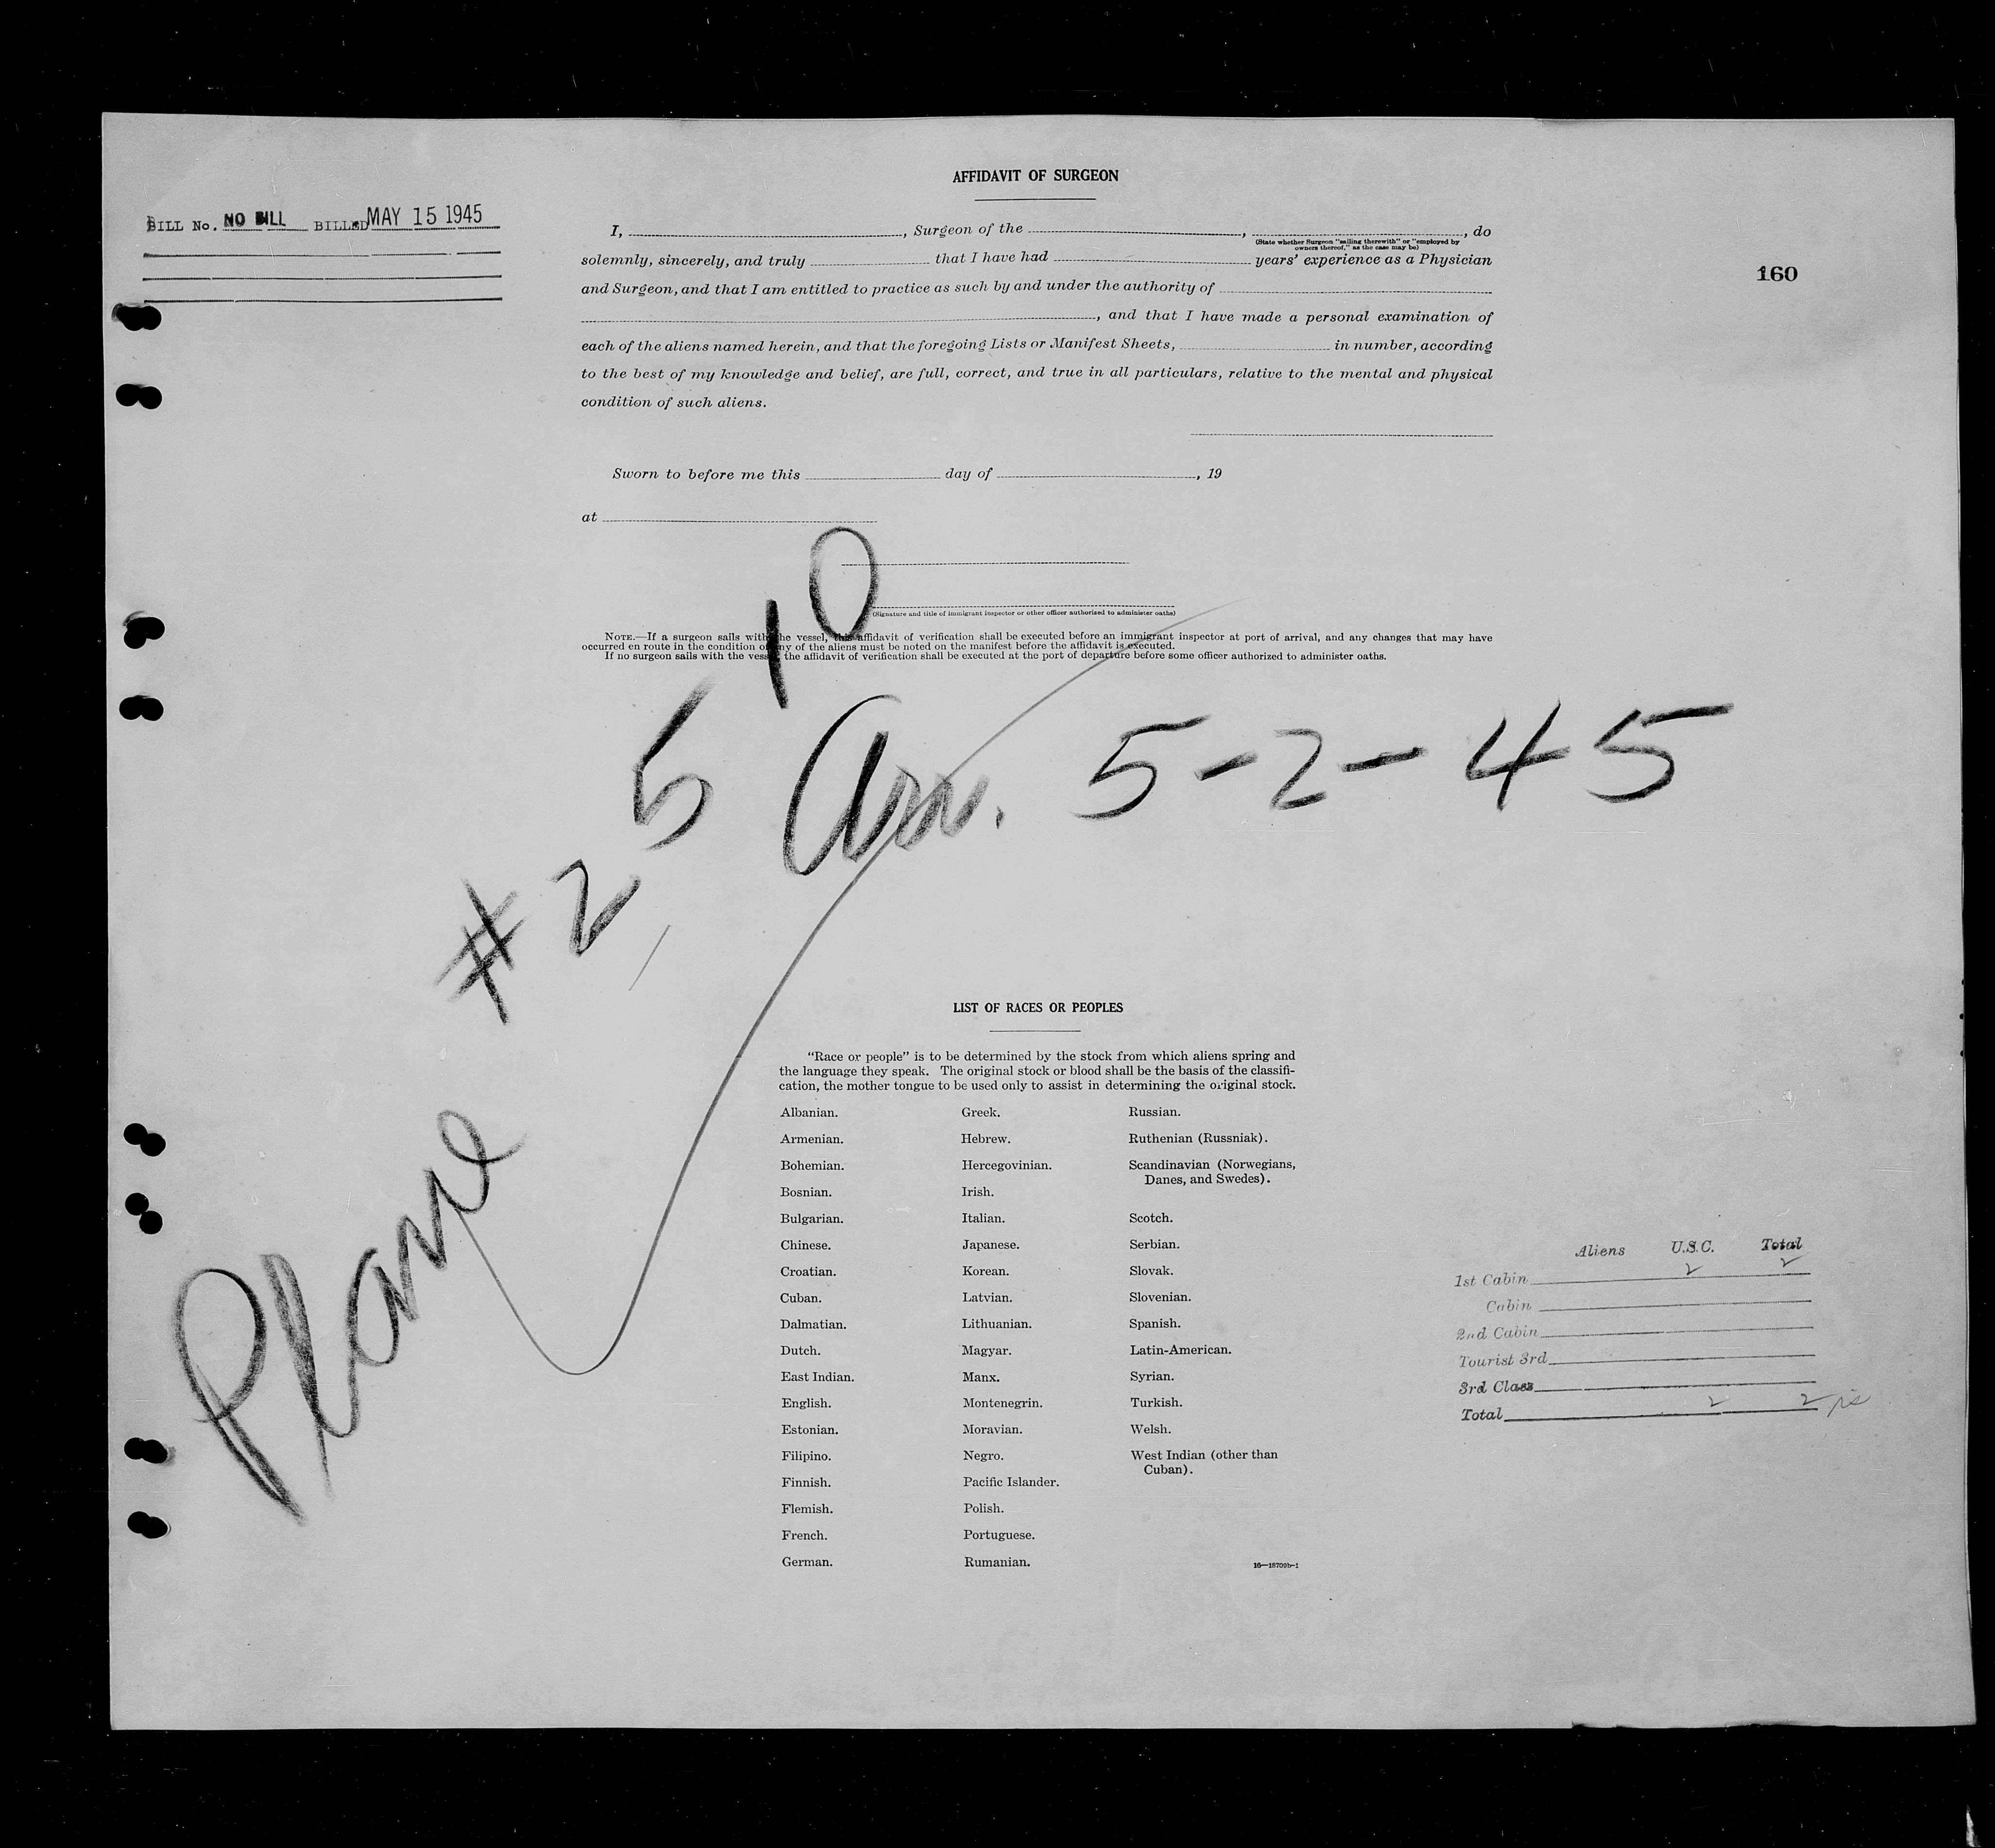 AFFIDAVIT OF SURGEON
BILL No. NO BILL BILLED MAY 15 1945
160
I, , Surgeon of the , , do
(State whether Surgeon "sailing therewith" or "employed by
owners thereof," as the case may be)
solemnly, sincerely, and truly that I have had years' experience as a Physician
and Surgeon, and that I am entitled to practice as such by and under the authority of
, and that I have made a personal examination of
each of the aliens named herein, and that the foregoing Lists or Manifest Sheets, in number, according
to the best of my knowledge and belief, are full, correct, and true in all particulars, relative to the mental and physical
condition of such aliens.
Sworn to before me this day of , 19
at
(Signature and title of immigrant inspector or other officer authorized to administer oaths)
NOTE.—If a surgeon sails with the vessel, this affidavit of verification shall be executed before an immigrant inspector at port of arrival, and any changes that may have
occurred en route in the condition of any of the aliens must be noted on the manifest before the affidavit is executed.
If no surgeon sails with the vessel, the affidavit of verification shall be executed at the port of departure before some officer authorized to administer oaths.
Plane #2510
Arr. 5-2-45
LIST OF RACES OR PEOPLES
"Race or people" is to be determined by the stock from which aliens spring and
the language they speak. The original stock or blood shall be the basis of the classifi-
cation, the mother tongue to be used only to assist in determining the original stock.
Albanian.
Armenian.
Bohemian.
Bosnian.
Bulgarian.
Chinese.
Croatian.
Cuban.
Dalmatian.
Dutch.
East Indian.
English.
Estonian.
Filipino.
Finnish.
Flemish.
French.
German.
Greek.
Hebrew.
Hercegovinian.
Irish.
Italian.
Japanese.
Korean.
Latvian.
Lithuanian.
Magyar.
Manx.
Montenegrin.
Moravian.
Negro.
Pacific Islander.
Polish.
Portuguese.
Rumanian.
Russian.
Ruthenian (Russniak).
Scandinavian (Norwegians,
Danes, and Swedes).
Scotch.
Serbian.
Slovak.
Slovenian.
Spanish.
Latin-American.
Syrian.
Turkish.
Welsh.
West Indian (other than
Cuban).
16—18709b-1
Aliens U.S.C. Total
1st Cabin 2 2
Cabin
2nd Cabin
Tourist 3rd
3rd Class
Total 2 2